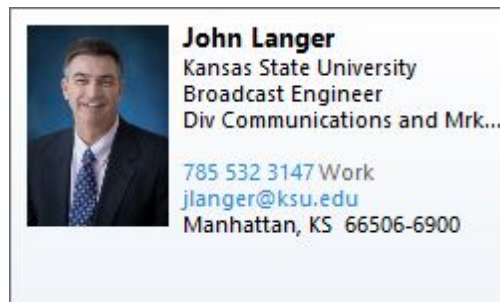 John Langer
Kansas State University
Broadcast Engineer
Div Communications and Mrk...
785 532 3147 Work
jlanger@ksu.edu
Manhattan, KS  66506-6900